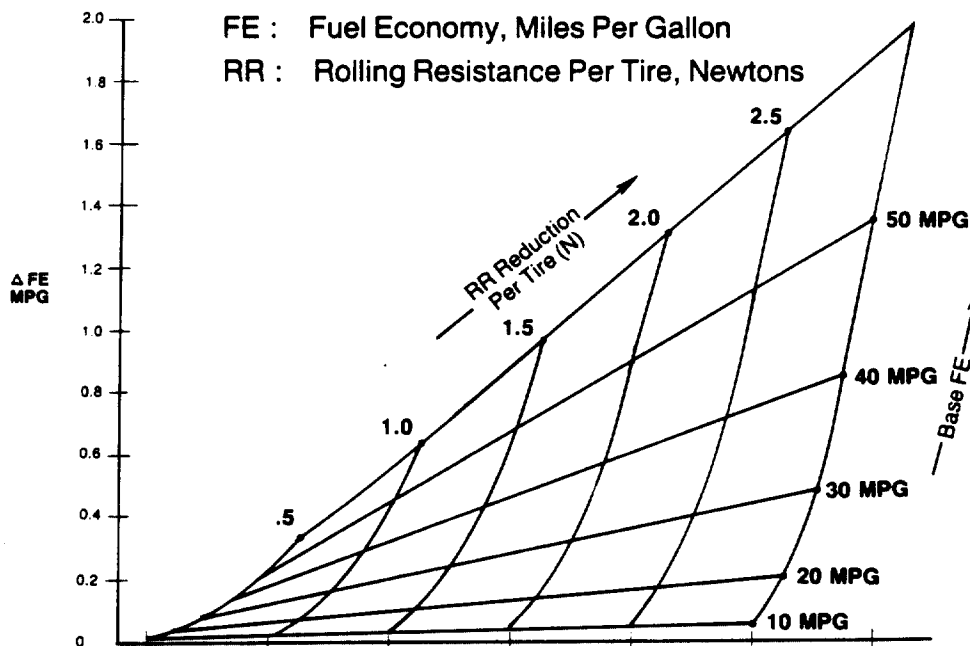 FE : Fuel Economy, Miles Per Gallon
RR : Rolling Resistance Per Tire, Newtons
2.0
1.8
1.6
1.4
1.2
1.0
0.8
0.6
0.4
0.2
0
Δ FE
MPG
RR Reduction
Per Tire (N)
.5
1.0
1.5
2.0
2.5
50 MPG
40 MPG
30 MPG
20 MPG
10 MPG
Base FE